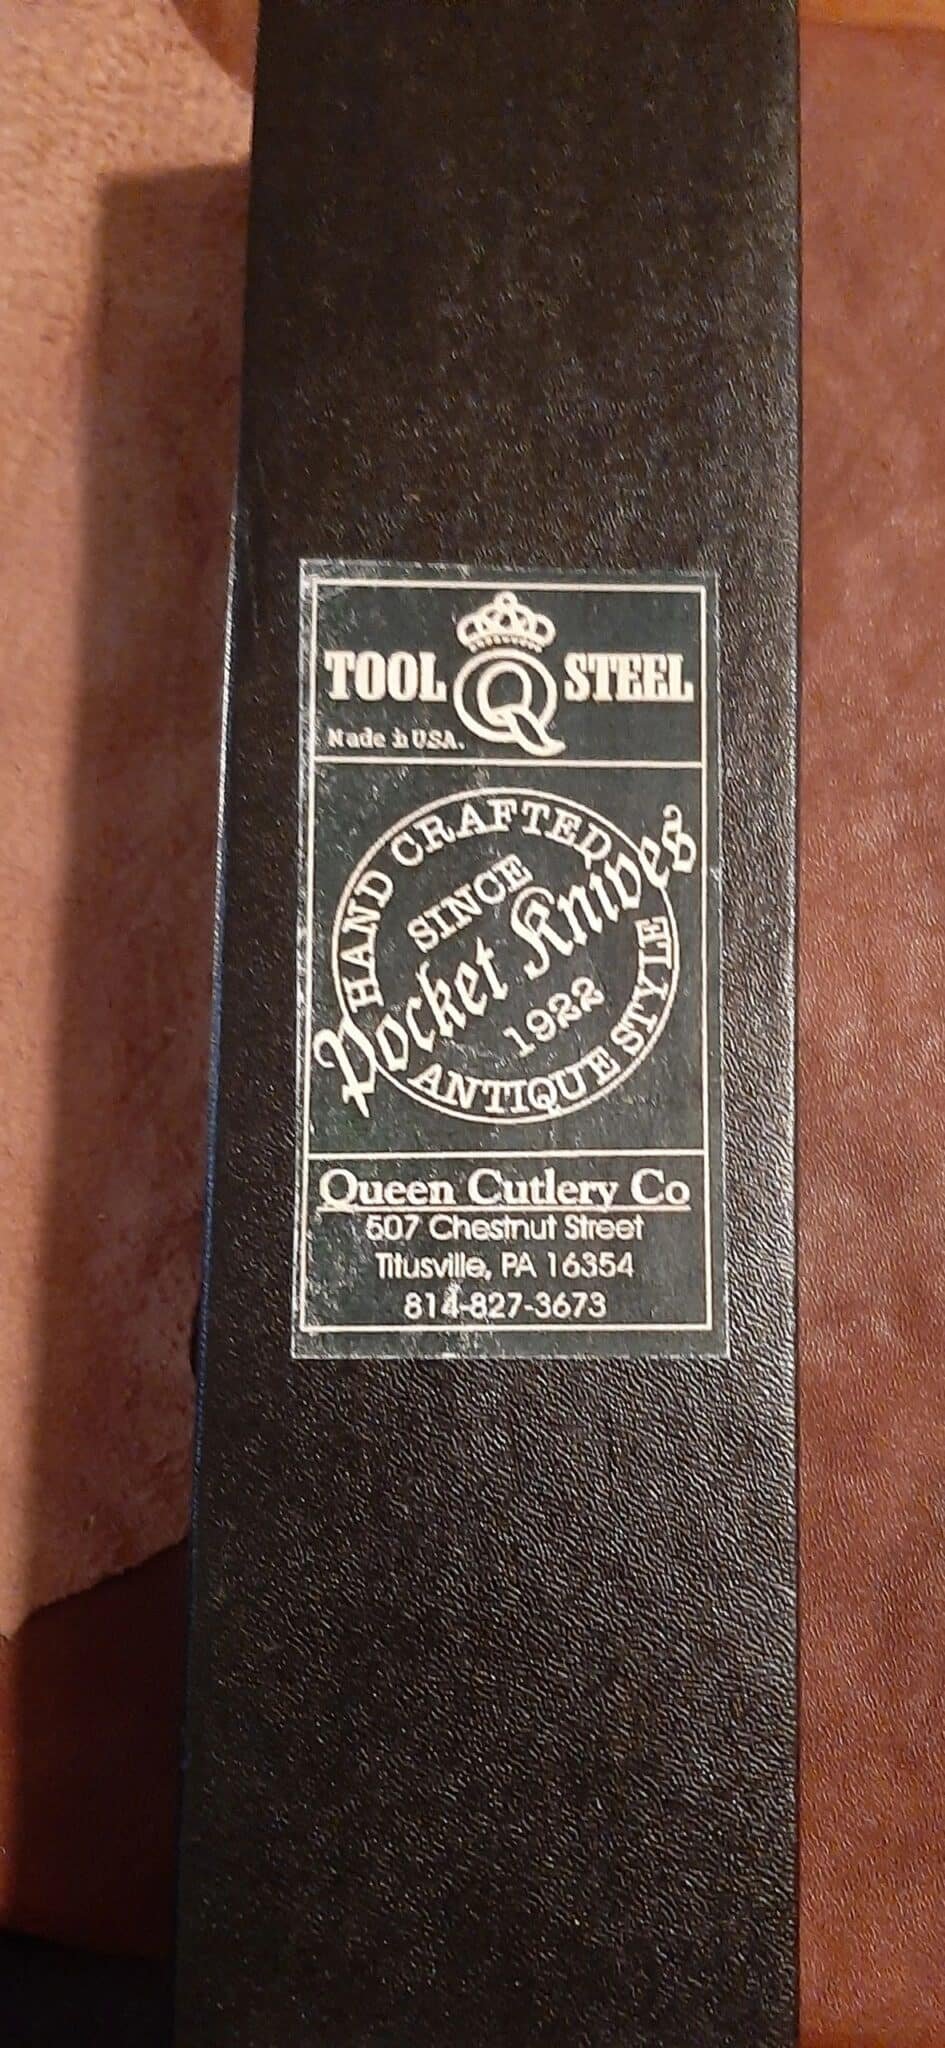 TOOL Q STEEL
Made in U.S.A.
HAND CRAFTED
SINCE
Pocket Knives
1922
ANTIQUE STYLE
Queen Cutlery Co
507 Chestnut Street
Titusville, PA 16354
814-827-3673